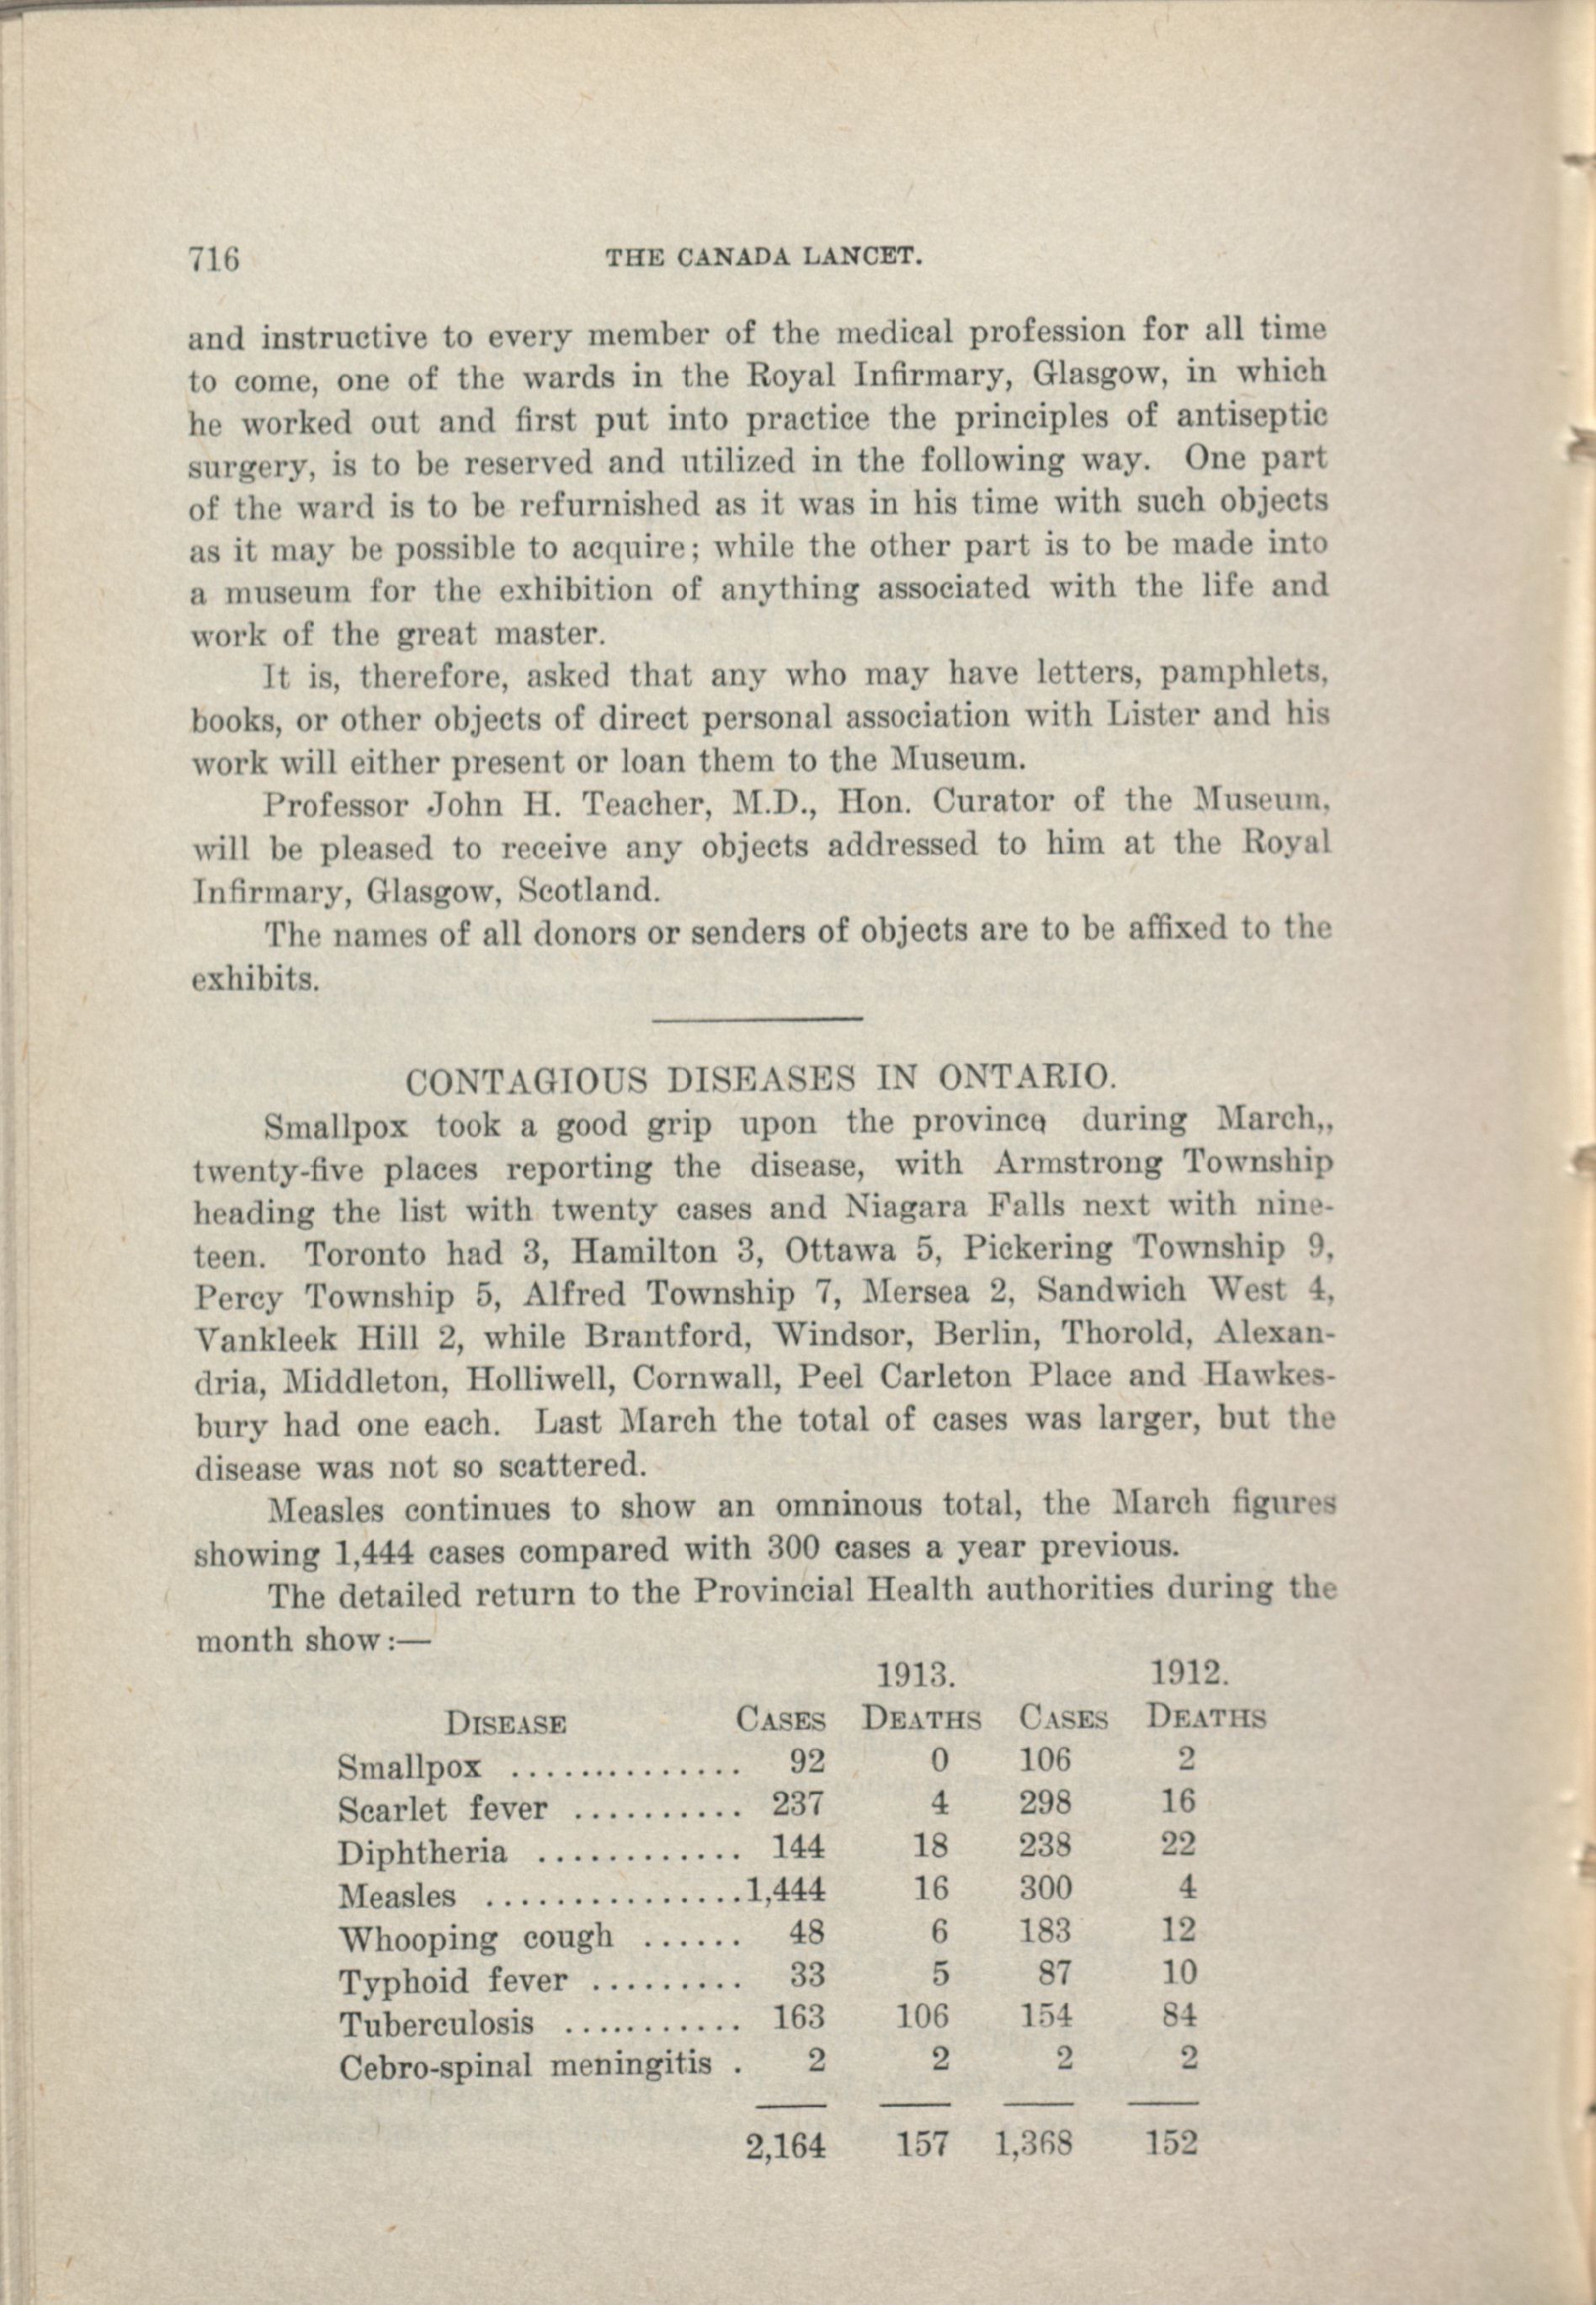 716 THE CANADA LANCET.
and instructive to every member of the medical profession for all time
to come, one of the wards in the Royal Infirmary, Glasgow, in which
he worked out and first put into practice the principles of antiseptic
surgery, is to be reserved and utilized in the following way. One part
of the ward is to be refurnished as it was in his time with such objects
as it may be possible to acquire; while the other part is to be made into
a museum for the exhibition of anything associated with the life and
work of the great master.
It is, therefore, asked that any who may have letters, pamphlets,
books, or other objects of direct personal association with Lister and his
work will either present or loan them to the Museum.
Professor John H. Teacher, M.D., Hon. Curator of the Museum,
will be pleased to receive any objects addressed to him at the Royal
Infirmary, Glasgow, Scotland.
The names of all donors or senders of objects are to be affixed to the
exhibits.
CONTAGIOUS DISEASES IN ONTARIO.
Smallpox took a good grip upon the province during March,,
twenty-five places reporting the disease, with Armstrong Township
heading the list with twenty cases and Niagara Falls next with nine-
teen. Toronto had 3, Hamilton 3, Ottawa 5, Pickering Township 9,
Percy Township 5, Alfred Township 7, Mersea 2, Sandwich West 4,
Vankleek Hill 2, while Brantford, Windsor, Berlin, Thorold, Alexan-
dria, Middleton, Holliwell, Cornwall, Peel Carleton Place and Hawkes-
bury had one each. Last March the total of cases was larger, but the
disease was not so scattered.
Measles continues to show an omninous total, the March figures
showing 1,444 cases compared with 300 cases a year previous.
The detailed return to the Provincial Health authorities during the
month show:—
1913. 1912.
DISEASE CASES DEATHS CASES DEATHS
Smallpox .............. 92 0 106 2
Scarlet fever .......... 237 4 298 16
Diphtheria ............ 144 18 238 22
Measles ...............1,444 16 300 4
Whooping cough ...... 48 6 183 12
Typhoid fever ......... 33 5 87 10
Tuberculosis ........... 163 106 154 84
Cebro-spinal meningitis . 2 2 2 2
2,164 157 1,368 152